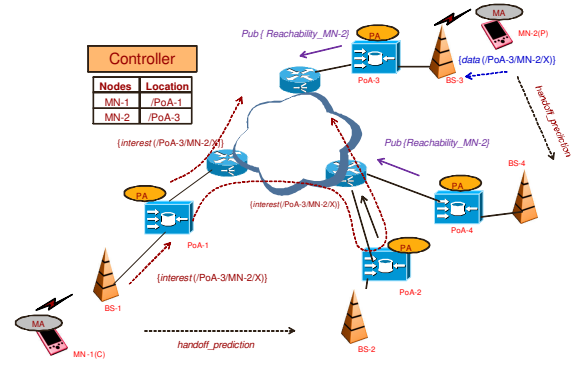 MA
PA
Pub{ Reachability_MN-2}
MN-2(P)
Controller
{data (/PoA-3/MN-2/X)}
Nodes Location
MN-1 /PoA-1
MN-2 /PoA-3
PoA-3
BS-3
handoff_prediction
{interest (/PoA-3/MN-2/X)}
Pub{Reachability_MN-2}
BS-4
PA
PA
{interest (/PoA-3/MN-2/X)}
PoA-1
PoA-4
PA
{interest (/PoA-3/MN-2/X)}
PoA-2
BS-1
MA
handoff_prediction
BS-2
MN-1(C)